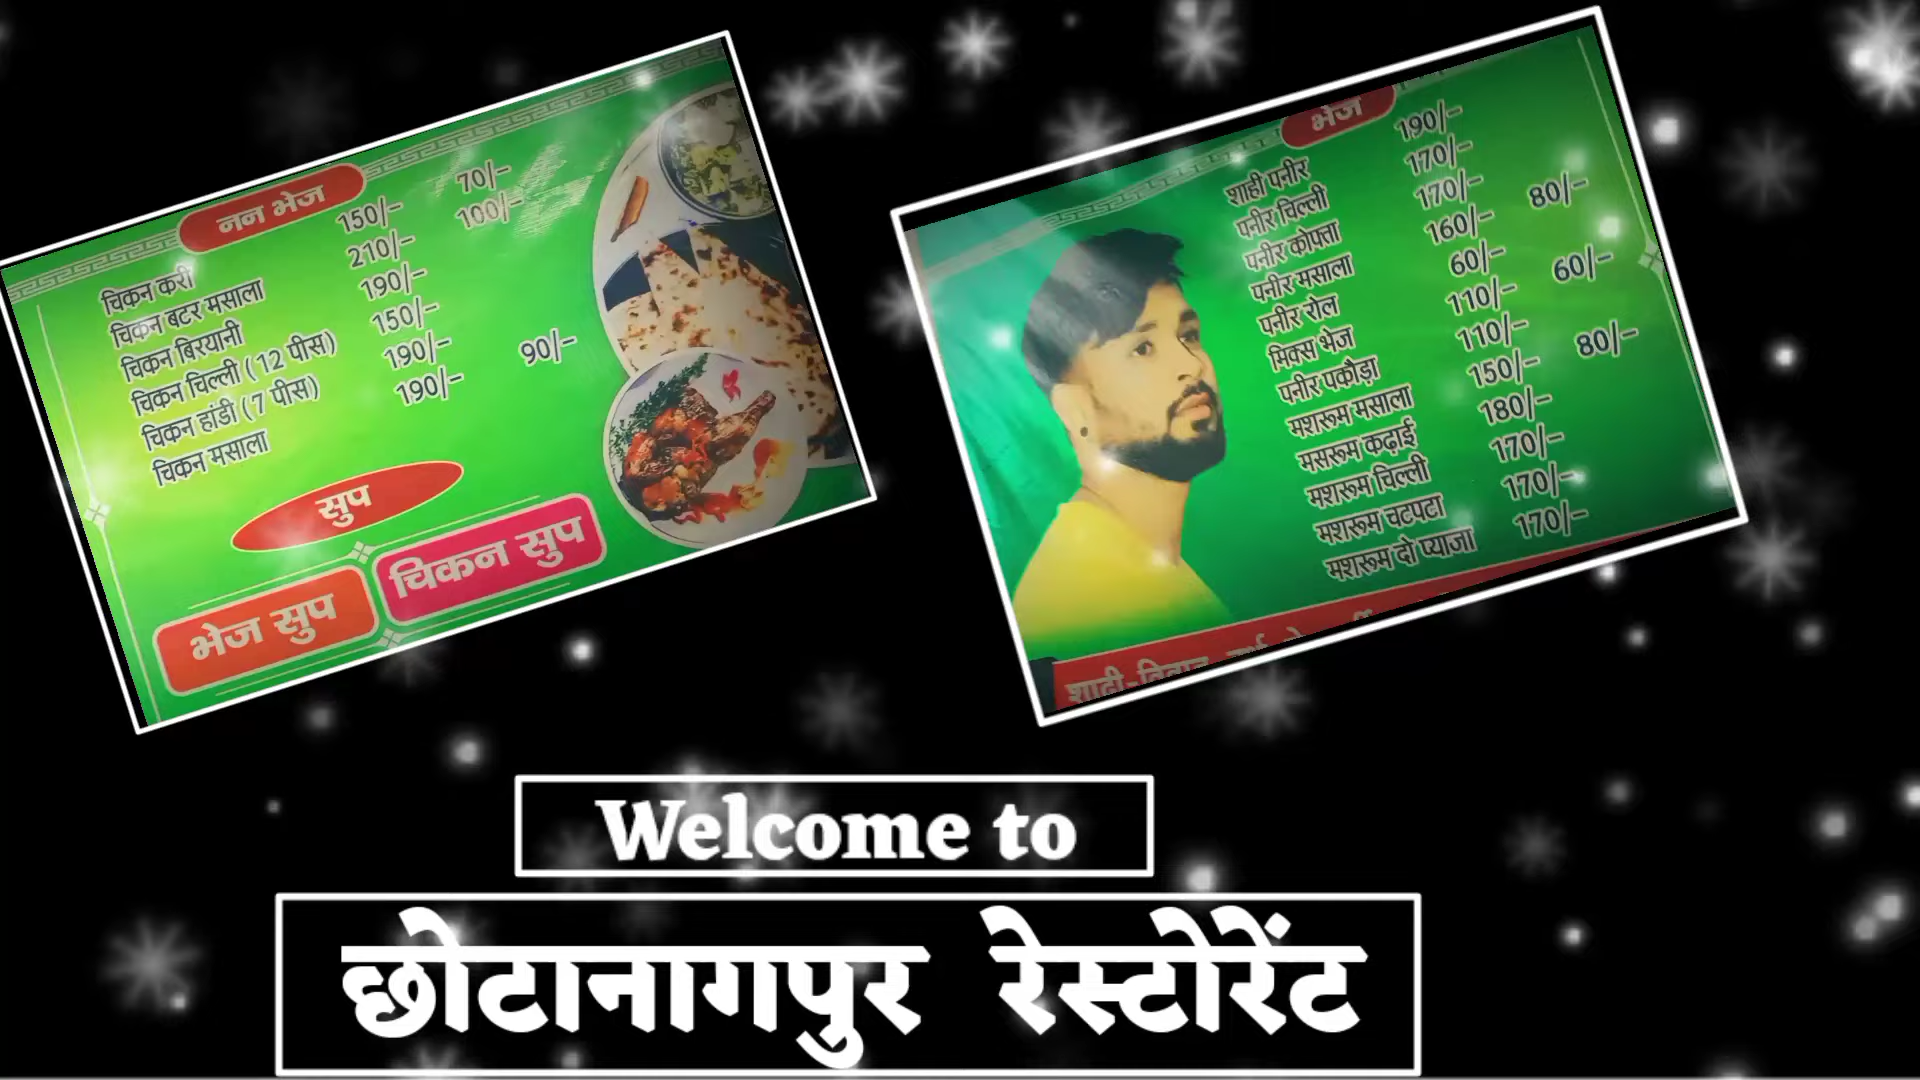 नन भेज
चिकन करी 150/- 70/-
चिकन बटर मसाला 210/- 100/-
चिकन बिरयानी 190/-
चिकन चिल्ली (12 पीस) 150/-
चिकन हांडी (7 पीस) 190/-
चिकन मसाला 190/- 90/-
सुप
भेज सुप चिकन सुप
भेज
शाही पनीर 190/-
पनीर चिल्ली 170/-
पनीर कोफ्ता 170/-
पनीर मसाला 160/- 80/-
पनीर रोल 60/-
मिक्स भेज 110/- 60/-
पनीर पकौड़ा 110/-
मशरूम मसाला 150/- 80/-
मसरूम कढ़ाई 180/-
मशरूम चिल्ली 170/-
मशरूम चटपटा 170/-
मशरूम दो प्याजा 170/-
Welcome to
छोटानागपुर रेस्टोरेंट